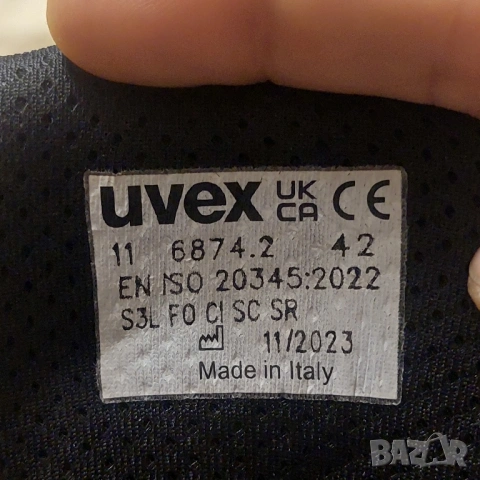 uvex UK CA CE
11 6874.2 42
EN ISO 20345:2022
S3L FO CI SC SR
11/2023
Made in Italy
BAZAR